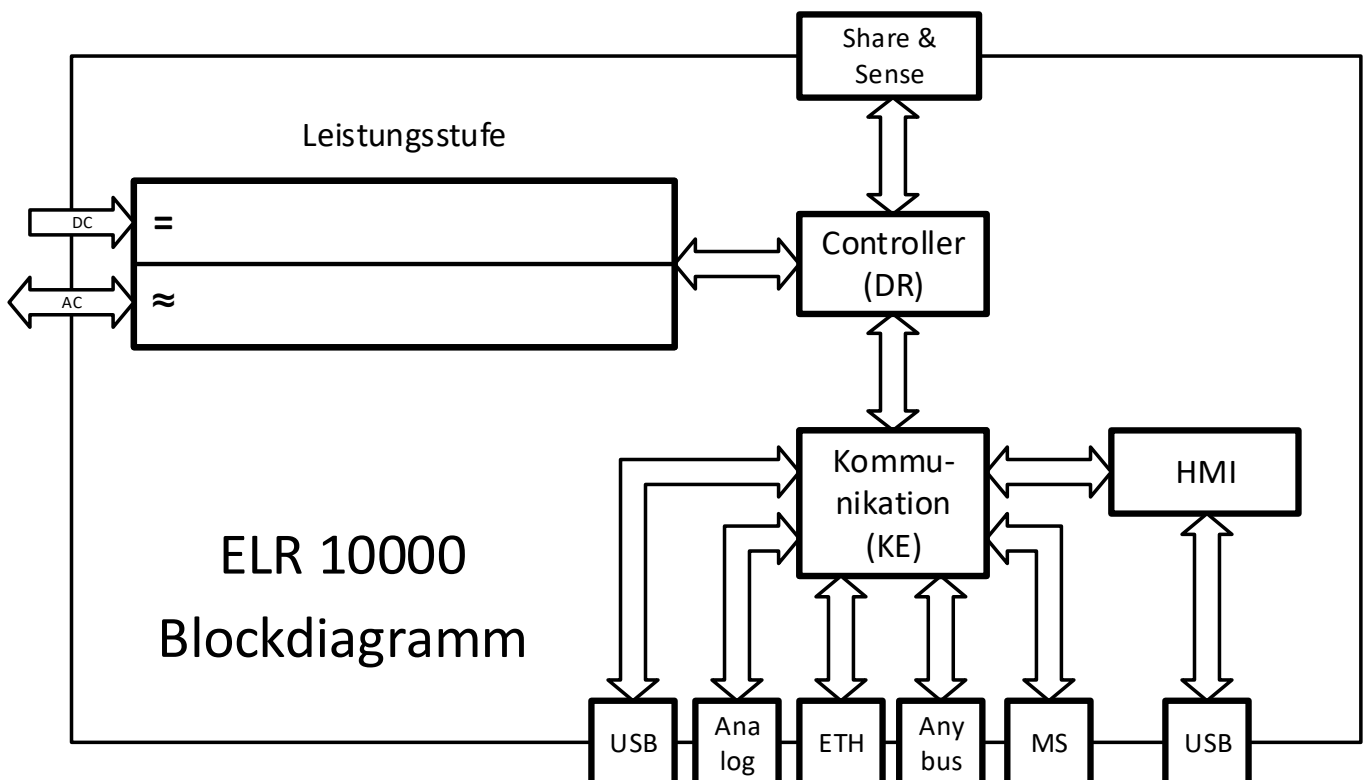 Share &
Sense
Leistungsstufe
DC
=
AC
≈
Controller
(DR)
Kommu-
nikation
(KE)
HMI
ELR 10000
Blockdiagramm
USB
Ana
log
ETH
Any
bus
MS
USB